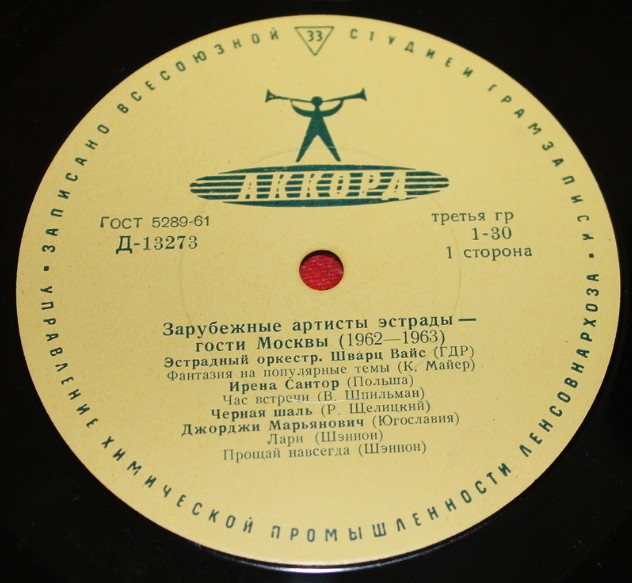 ЗАПИСАНО ВСЕСОЮЗНОЙ 33 СТУДИЕЙ ГРАМЗАПИСИ
АККОРД
ГОСТ 5289-61
Д-13273
третья гр
1-30
1 сторона
Зарубежные артисты эстрады —
гости Москвы (1962—1963)
Эстрадный оркестр. Шварц Вайс (ГДР)
Фантазия на популярные темы (К. Майер)
Ирена Сантор (Польша)
Час встречи (В. Шпильман)
Черная шаль (Р. Щелицкий)
Джорджи Марьянович (Югославия)
Лари (Шэннон)
Прощай навсегда (Шэннон)
УПРАВЛЕНИЕ ХИМИЧЕСКОЙ ПРОМЫШЛЕННОСТИ ЛЕНСОВНАРХОЗА